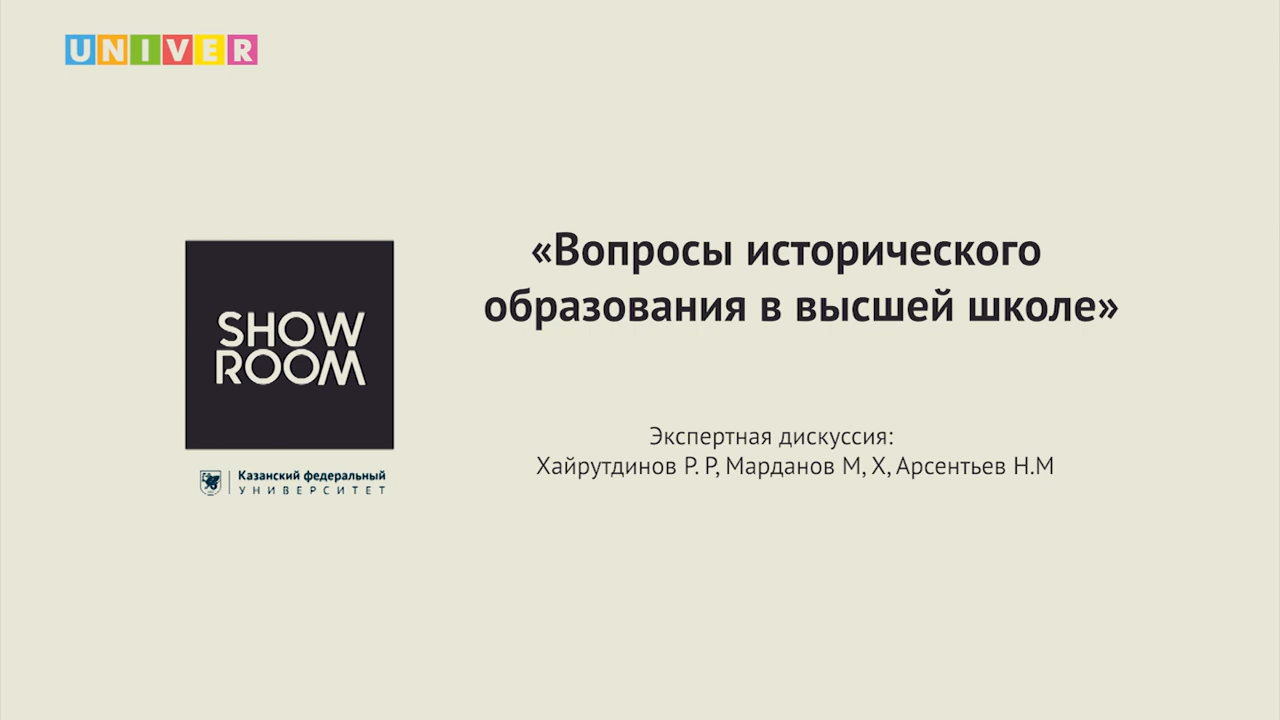 UNIVER
«Вопросы исторического
образования в высшей школе»
SHOW
ROOM
Экспертная дискуссия:
Хайрутдинов Р. Р, Марданов М, Х, Арсентьев Н.М
Казанский федеральный
УНИВЕРСИТЕТ